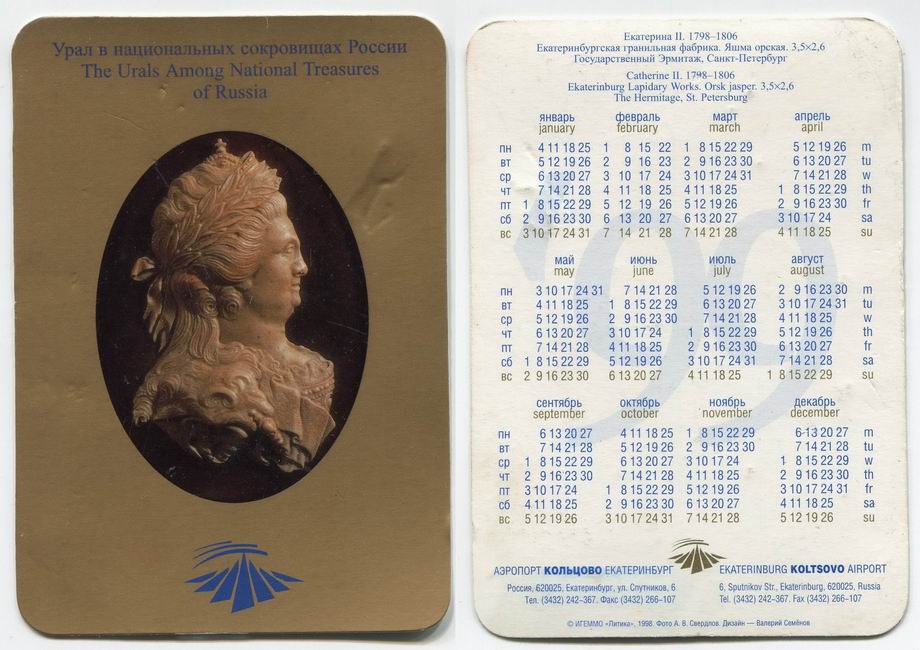 Урал в национальных сокровищах России
The Urals Among National Treasures
of Russia
Екатерина II. 1798–1806
Екатеринбургская гранильная фабрика. Яшма орская. 3,5×2,6
Государственный Эрмитаж, Санкт-Петербург
Catherine II. 1798–1806
Ekaterinburg Lapidary Works. Orsk jasper. 3,5×2,6
The Hermitage, St. Petersburg
'99
январь февраль март апрель
january february march april
пн 4 11 18 25 1 8 15 22 1 8 15 22 29 5 12 19 26 m
вт 5 12 19 26 2 9 16 23 2 9 16 23 30 6 13 20 27 tu
ср 6 13 20 27 3 10 17 24 3 10 17 24 31 7 14 21 28 w
чт 7 14 21 28 4 11 18 25 4 11 18 25 1 8 15 22 29 th
пт 1 8 15 22 29 5 12 19 26 5 12 19 26 2 9 16 23 30 fr
сб 2 9 16 23 30 6 13 20 27 6 13 20 27 3 10 17 24 sa
вс 3 10 17 24 31 7 14 21 28 7 14 21 28 4 11 18 25 su
май июнь июль август
may june july august
пн 3 10 17 24 31 7 14 21 28 5 12 19 26 2 9 16 23 30 m
вт 4 11 18 25 1 8 15 22 29 6 13 20 27 3 10 17 24 31 tu
ср 5 12 19 26 2 9 16 23 30 7 14 21 28 4 11 18 25 w
чт 6 13 20 27 3 10 17 24 1 8 15 22 29 5 12 19 26 th
пт 7 14 21 28 4 11 18 25 2 9 16 23 30 6 13 20 27 fr
сб 1 8 15 22 29 5 12 19 26 3 10 17 24 31 7 14 21 28 sa
вс 2 9 16 23 30 6 13 20 27 4 11 18 25 1 8 15 22 29 su
сентябрь октябрь ноябрь декабрь
september october november december
пн 6 13 20 27 4 11 18 25 1 8 15 22 29 6 13 20 27 m
вт 7 14 21 28 5 12 19 26 2 9 16 23 30 7 14 21 28 tu
ср 1 8 15 22 29 6 13 20 27 3 10 17 24 1 8 15 22 29 w
чт 2 9 16 23 30 7 14 21 28 4 11 18 25 2 9 16 23 30 th
пт 3 10 17 24 1 8 15 22 29 5 12 19 26 3 10 17 24 31 fr
сб 4 11 18 25 2 9 16 23 30 6 13 20 27 4 11 18 25 sa
вс 5 12 19 26 3 10 17 24 31 7 14 21 28 5 12 19 26 su
АЭРОПОРТ КОЛЬЦОВО ЕКАТЕРИНБУРГ
Россия, 620025, Екатеринбург, ул. Спутников, 6
Тел. (3432) 242–367. Факс (3432) 266–107
EKATERINBURG KOLTSOVO AIRPORT
6, Sputnikov Str., Ekaterinburg, 620025, Russia
Tel. (3432) 242–367. Fax (3432) 266–107
© ИГЕММО «Литика», 1998. Фото А. В. Свердлов. Дизайн — Валерий Семёнов